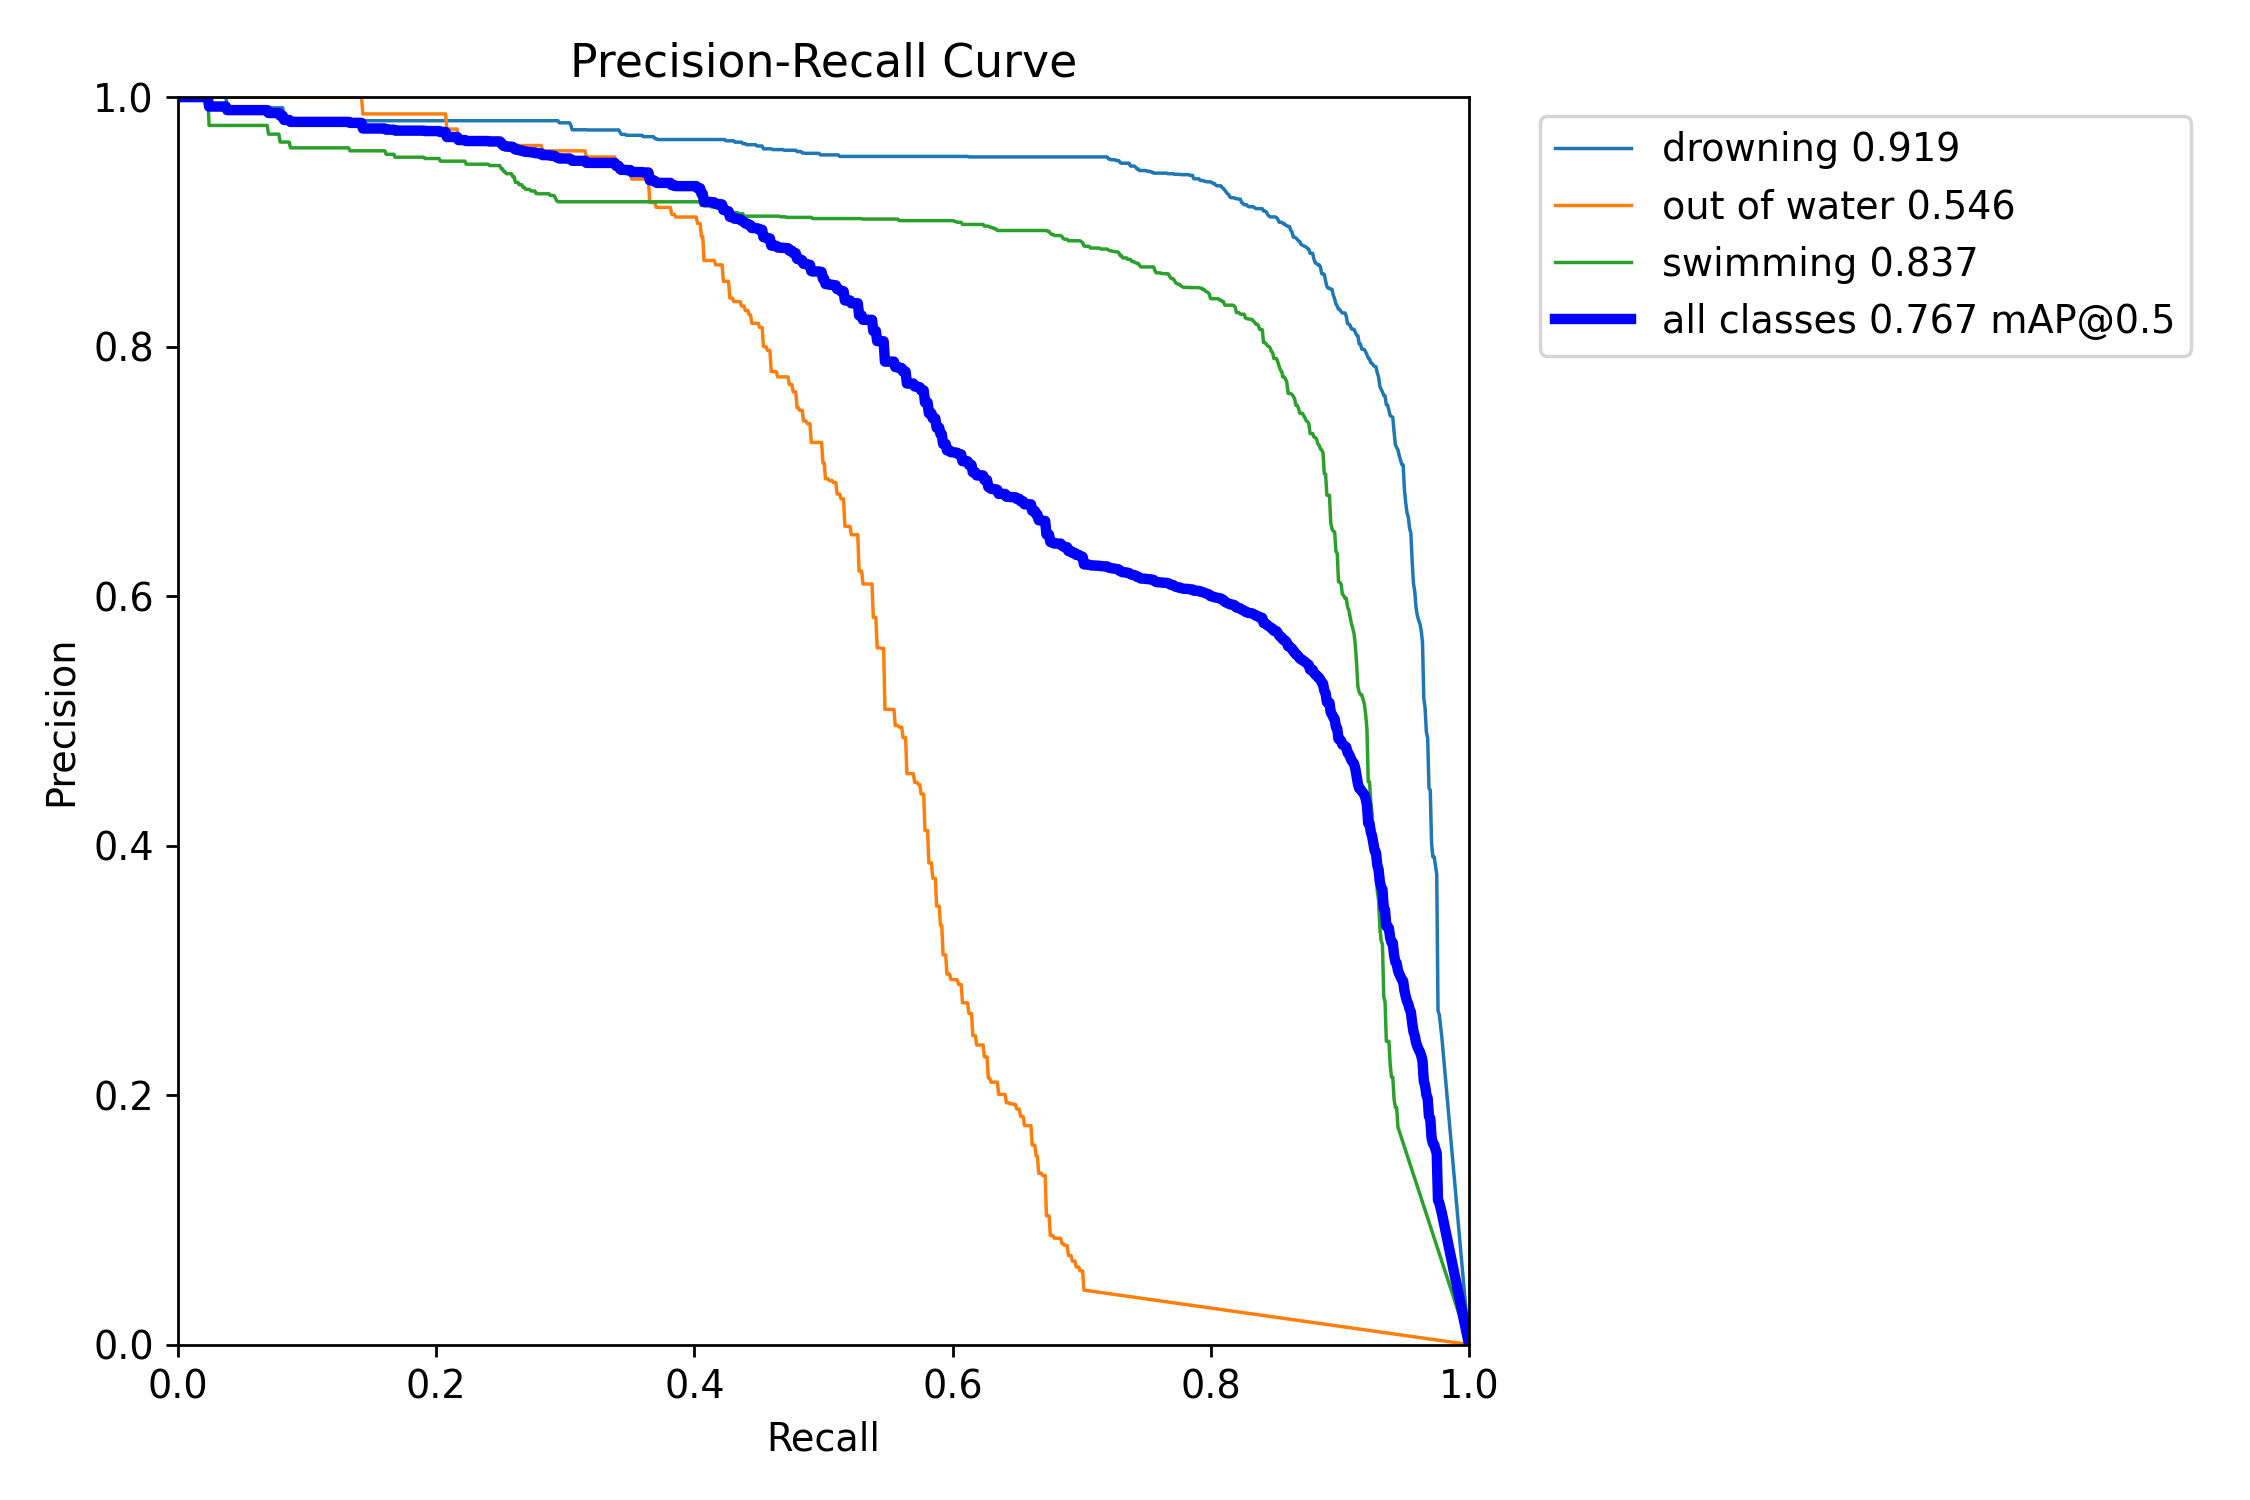 Precision-Recall Curve
1.0
0.8
0.6
0.4
0.2
0.0
Precision
0.0 0.2 0.4 0.6 0.8 1.0
Recall
drowning 0.919
out of water 0.546
swimming 0.837
all classes 0.767 mAP@0.5